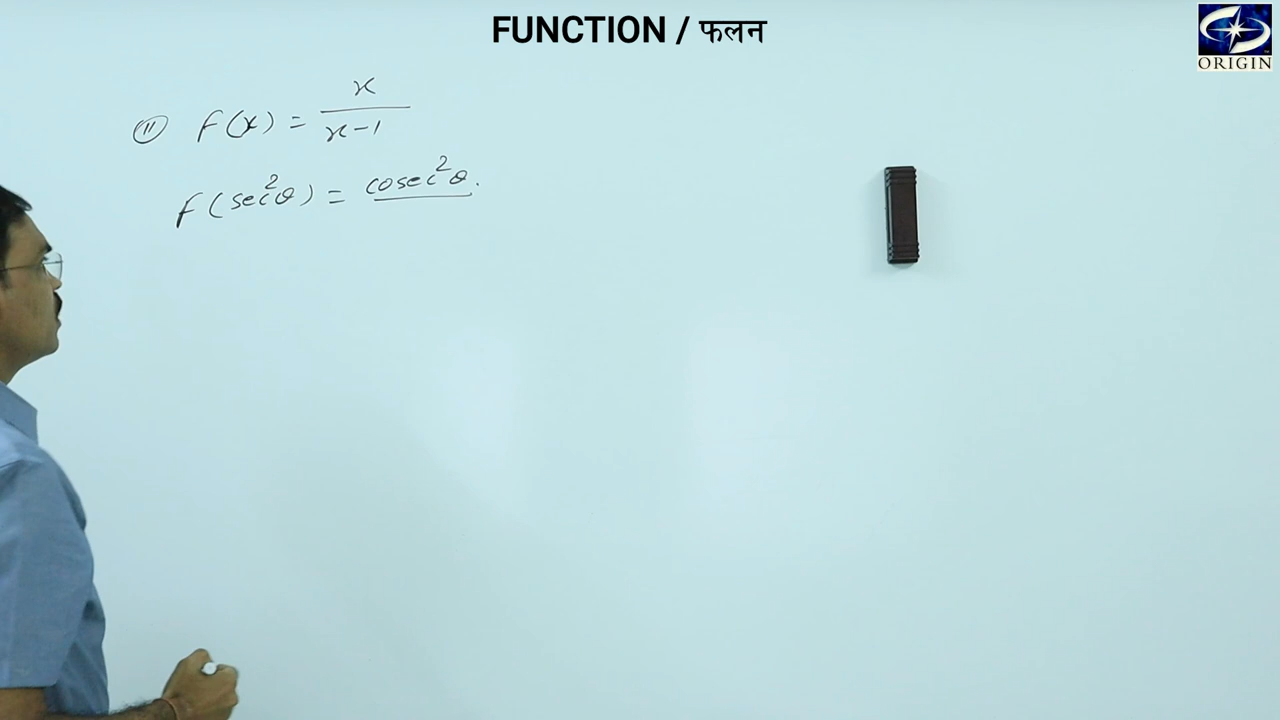 FUNCTION / फलन
ORIGIN
(11) f(x) = x / (x-1)
f(sec²θ) = cosec²θ.